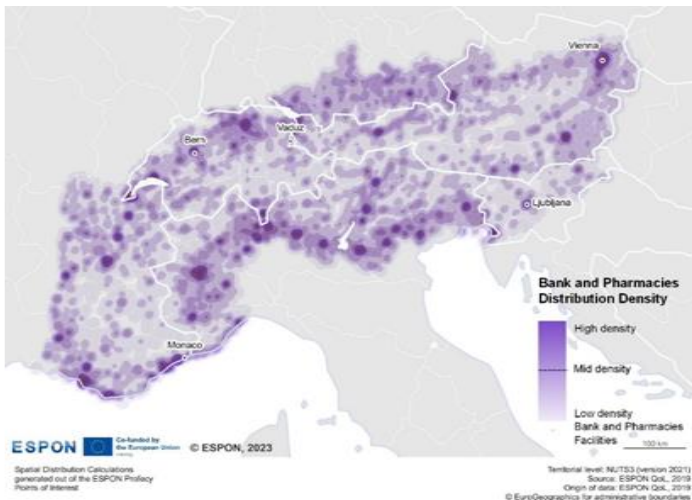 Vienna
Bern
Vaduz
Ljubljana
Monaco
Bank and Pharmacies
Distribution Density
High density
Mid density
Low density
Bank and Pharmacies
Facilities
100 km
ESPON
Co-funded by
the European Union
© ESPON, 2023
Spatial Distribution Calculations
generated out of the ESPON Profecy
Points of Interest
Territorial level: NUTS3 (version 2021)
Source: ESPON QoL, 2019
Origin of data: ESPON QoL, 2019
© EuroGeographics for administrative boundaries